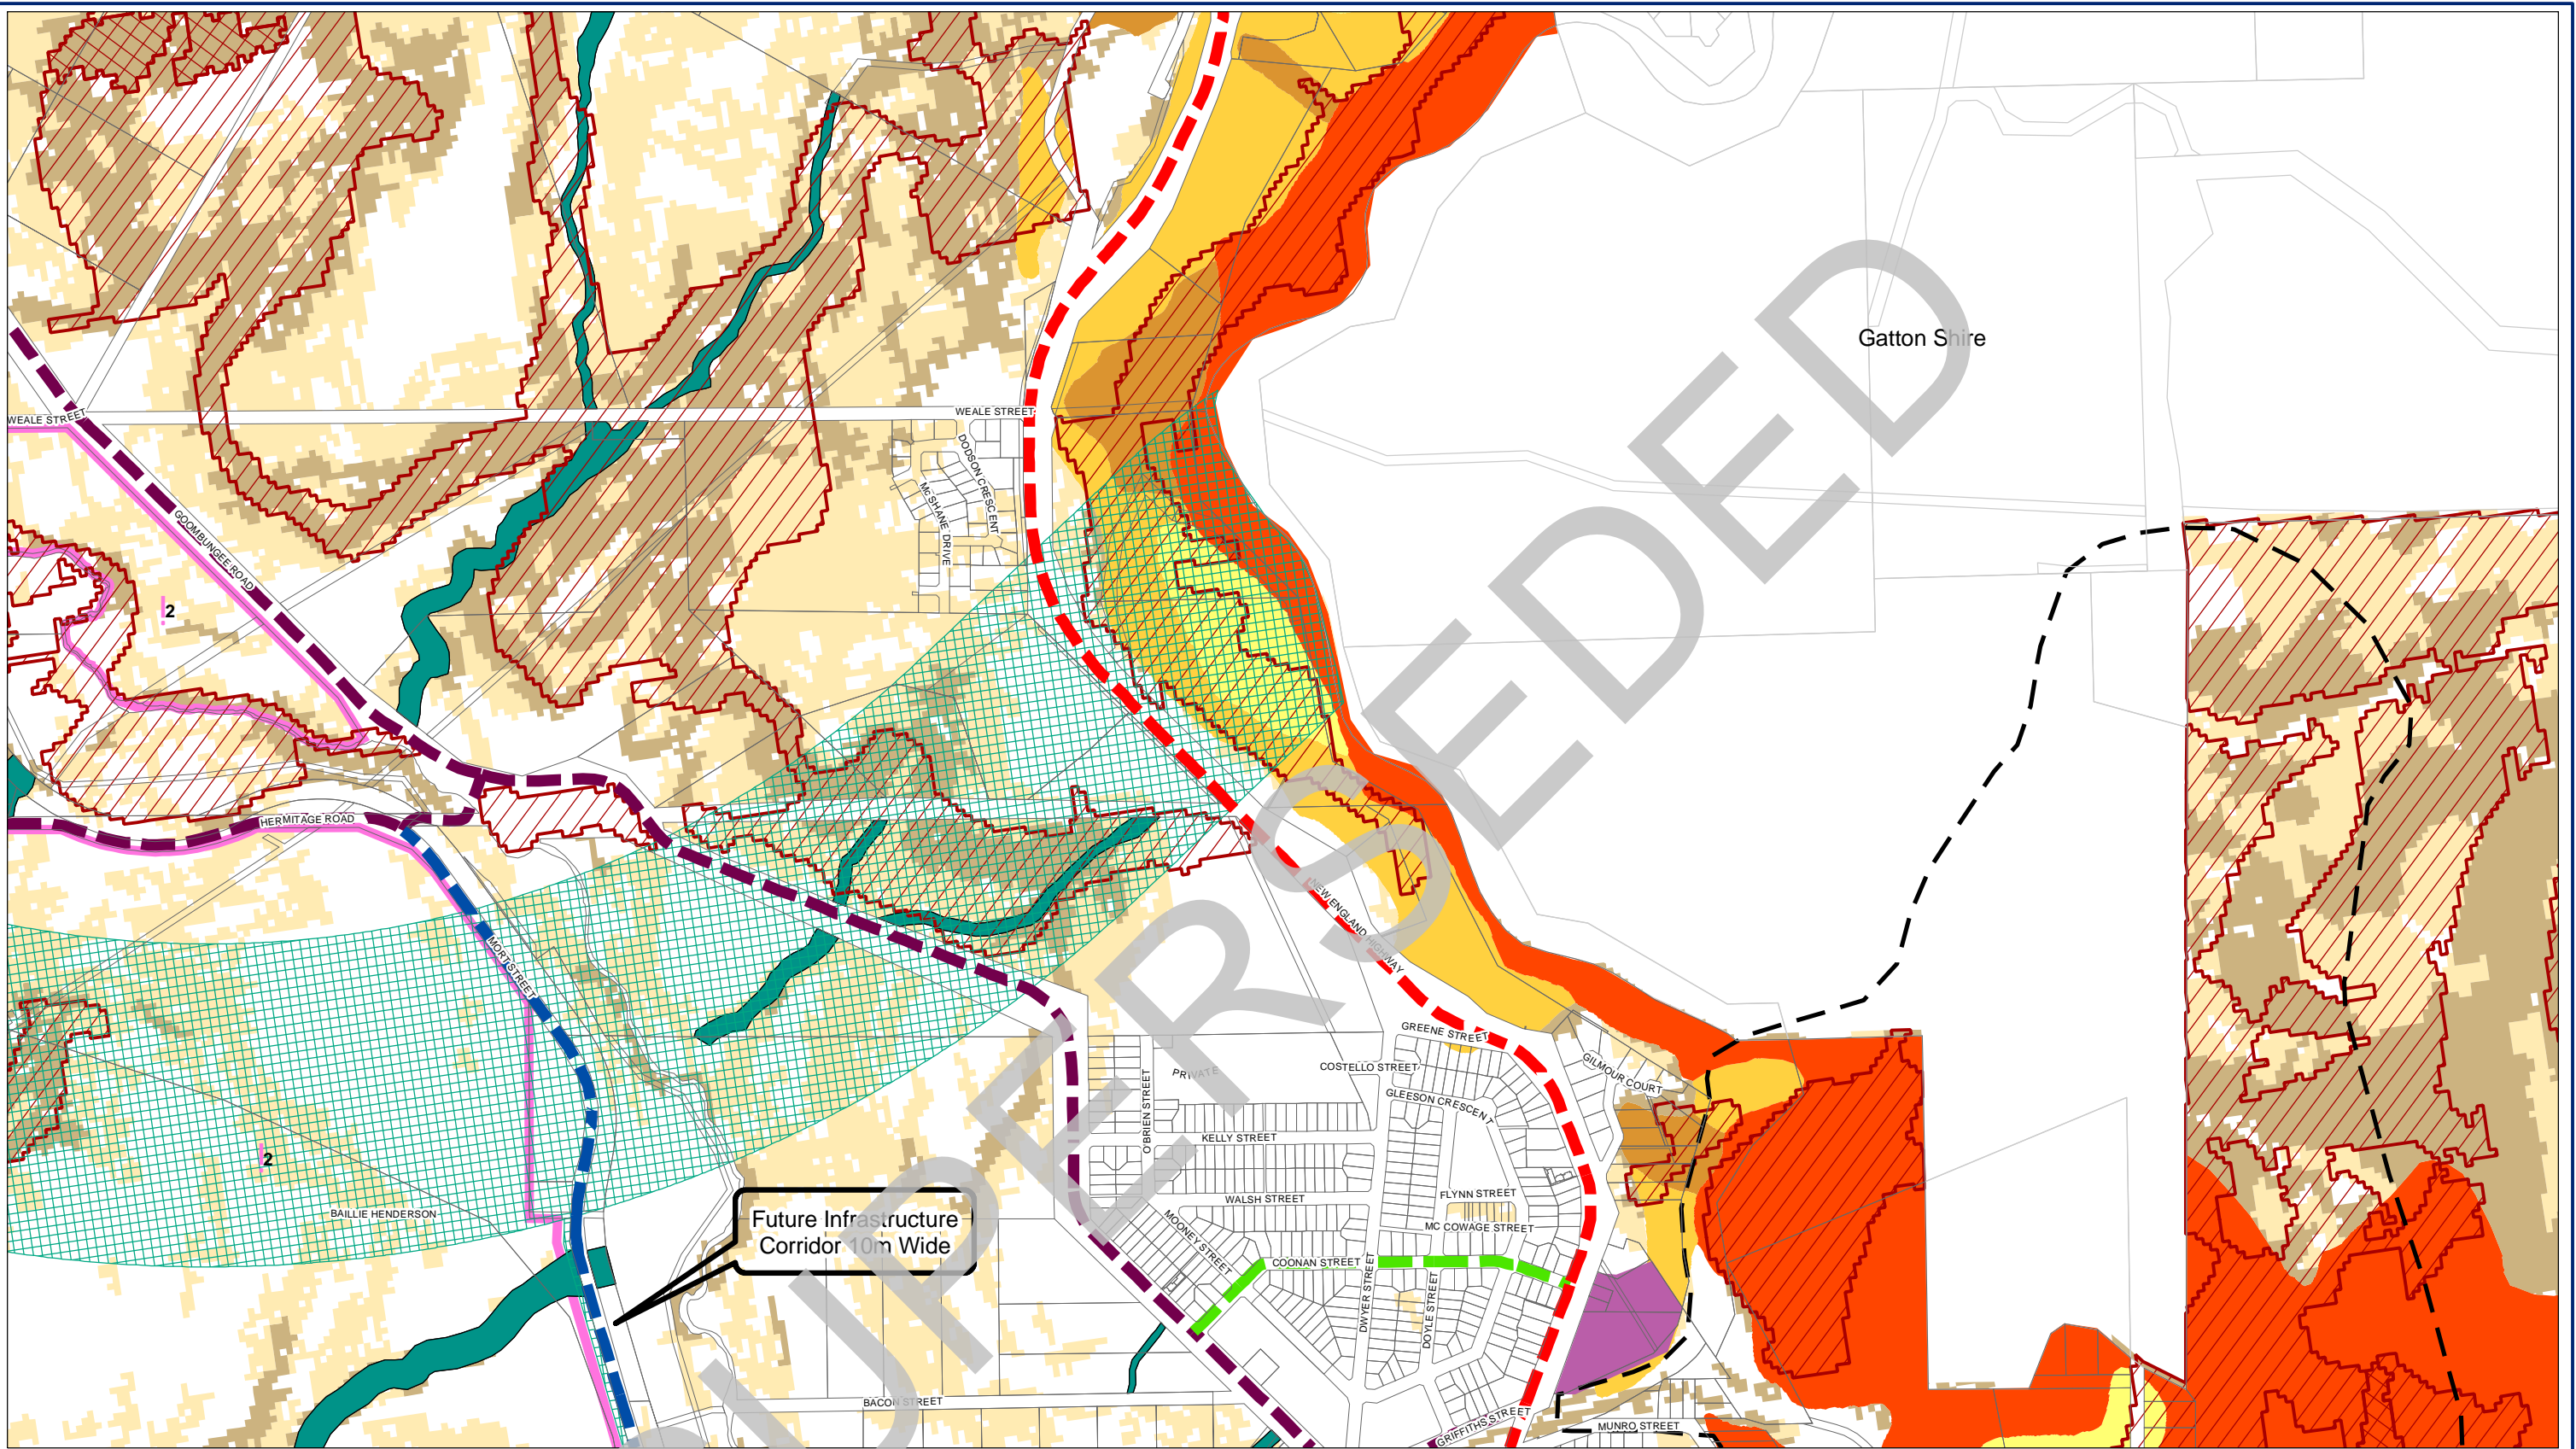 Gatton Shire
WEALE STREET
WEALE STREET
DODSON CRESCENT
McSHANE DRIVE
GOOMBUNGEE ROAD
2
HERMITAGE ROAD
NEW ENGLAND HIGHWAY
MORT STREET
GREENE STREET
COSTELLO STREET
GILMOUR COURT
PRIVATE
GLEESON CRESCENT
O'BRIEN STREET
KELLY STREET
2
WALSH STREET
FLYNN STREET
BAILLIE HENDERSON
MC COWAGE STREET
MOONEY STREET
Future Infrastructure
Corridor 10m Wide
COONAN STREET
DWYER STREET
DOYLE STREET
BACON STREET
GRIFFITHS STREET
MUNRO STREET
SUPERSEDED